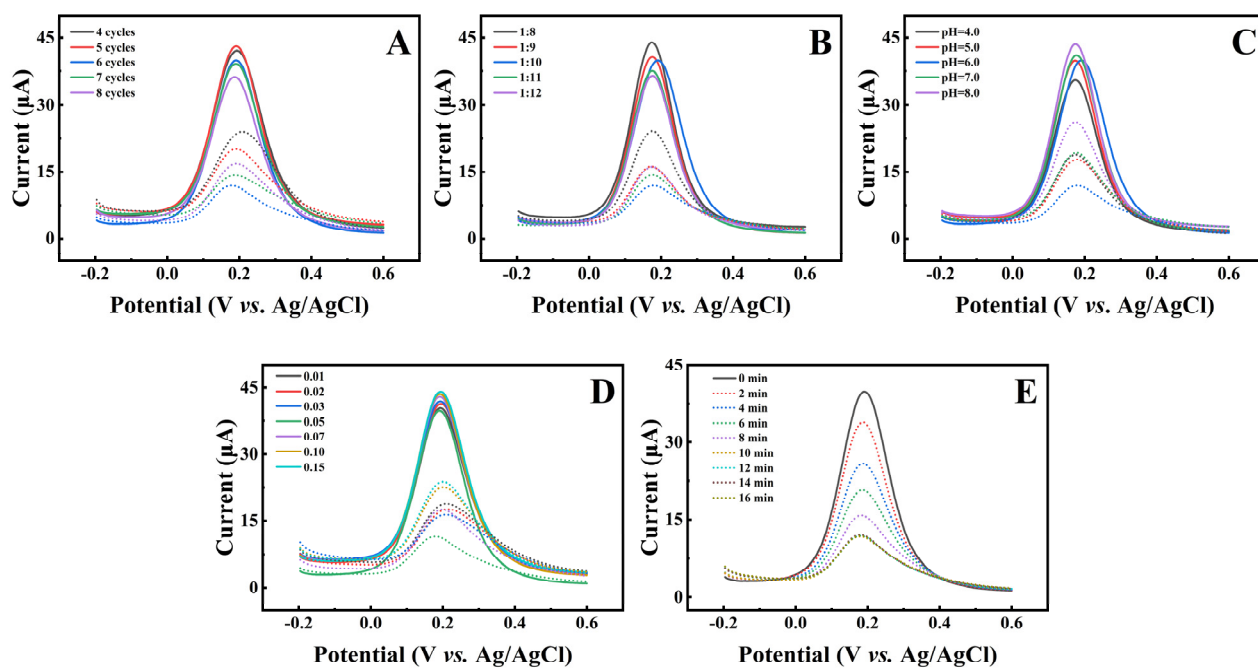 A
4 cycles
5 cycles
6 cycles
7 cycles
8 cycles
45
30
15
0
Current (μA)
-0.2 0.0 0.2 0.4 0.6
Potential (V vs. Ag/AgCl)
B
1:8
1:9
1:10
1:11
1:12
45
30
15
0
Current (μA)
-0.2 0.0 0.2 0.4 0.6
Potential (V vs. Ag/AgCl)
C
pH=4.0
pH=5.0
pH=6.0
pH=7.0
pH=8.0
45
30
15
0
Current (μA)
-0.2 0.0 0.2 0.4 0.6
Potential (V vs. Ag/AgCl)
D
0.01
0.02
0.03
0.05
0.07
0.10
0.15
45
30
15
0
Current (μA)
-0.2 0.0 0.2 0.4 0.6
Potential (V vs. Ag/AgCl)
E
0 min
2 min
4 min
6 min
8 min
10 min
12 min
14 min
16 min
45
30
15
0
Current (μA)
-0.2 0.0 0.2 0.4 0.6
Potential (V vs. Ag/AgCl)